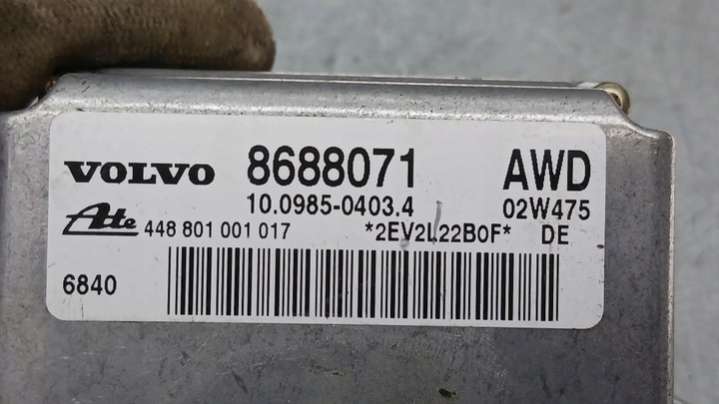 VOLVO 8688071 AWD
10.0985-0403.4 02W475
Ate 448 801 001 017 *2EV2L22B0F* DE
6840